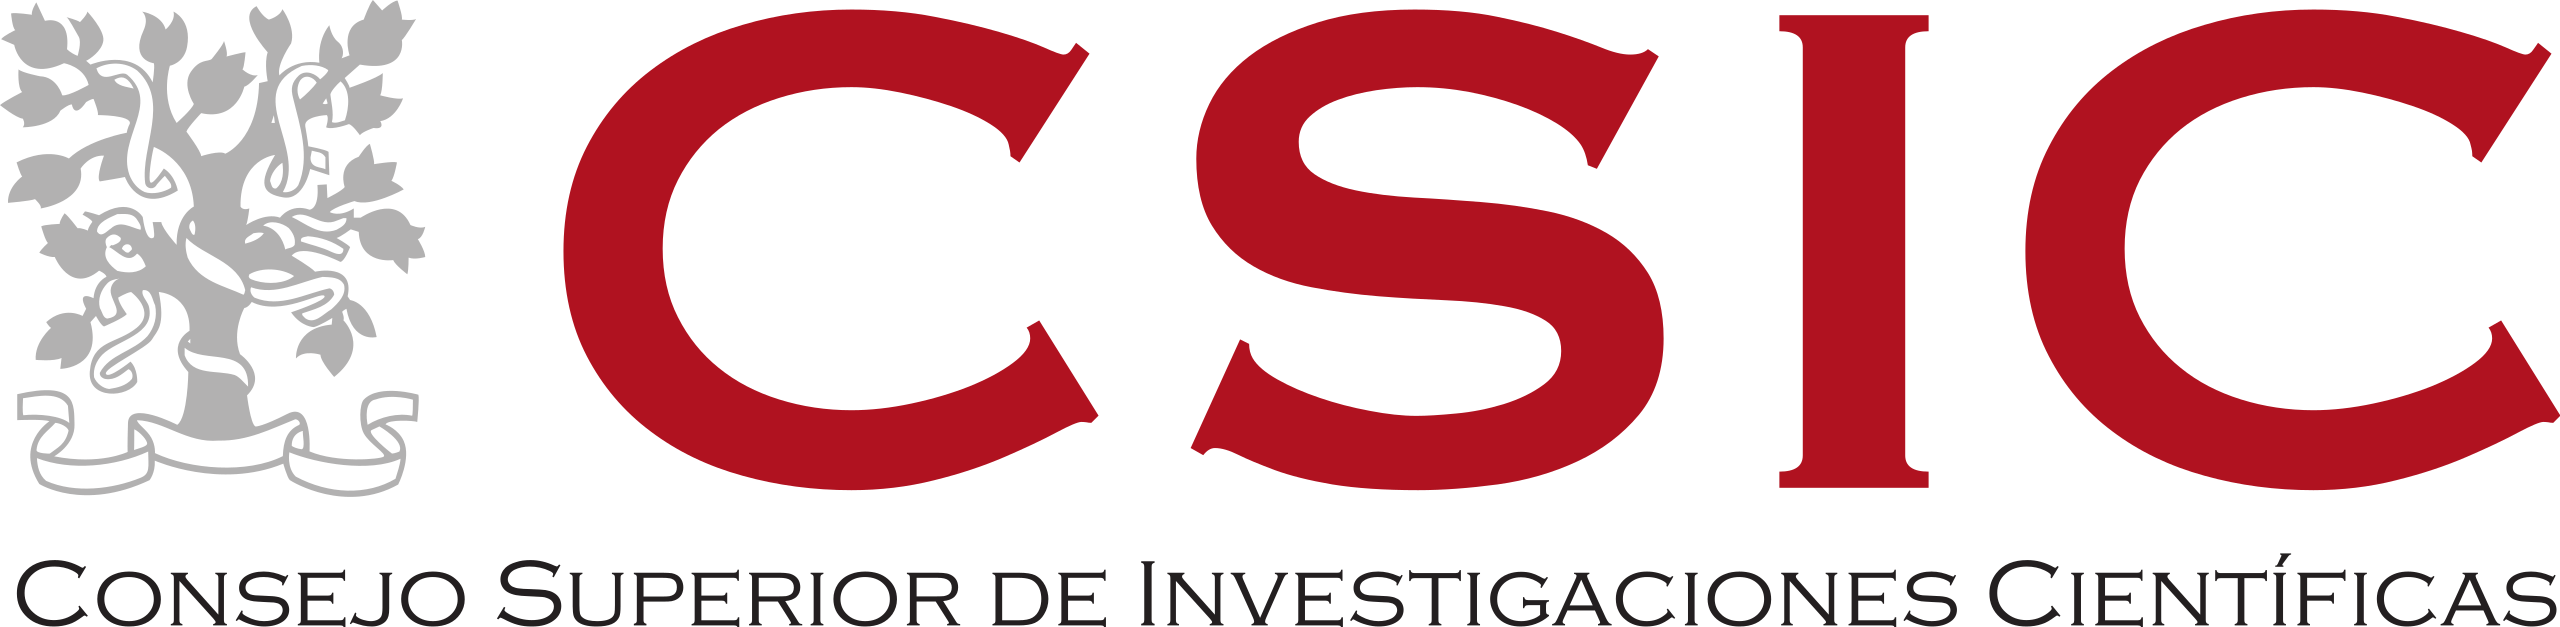 CSIC
Consejo Superior de Investigaciones Científicas